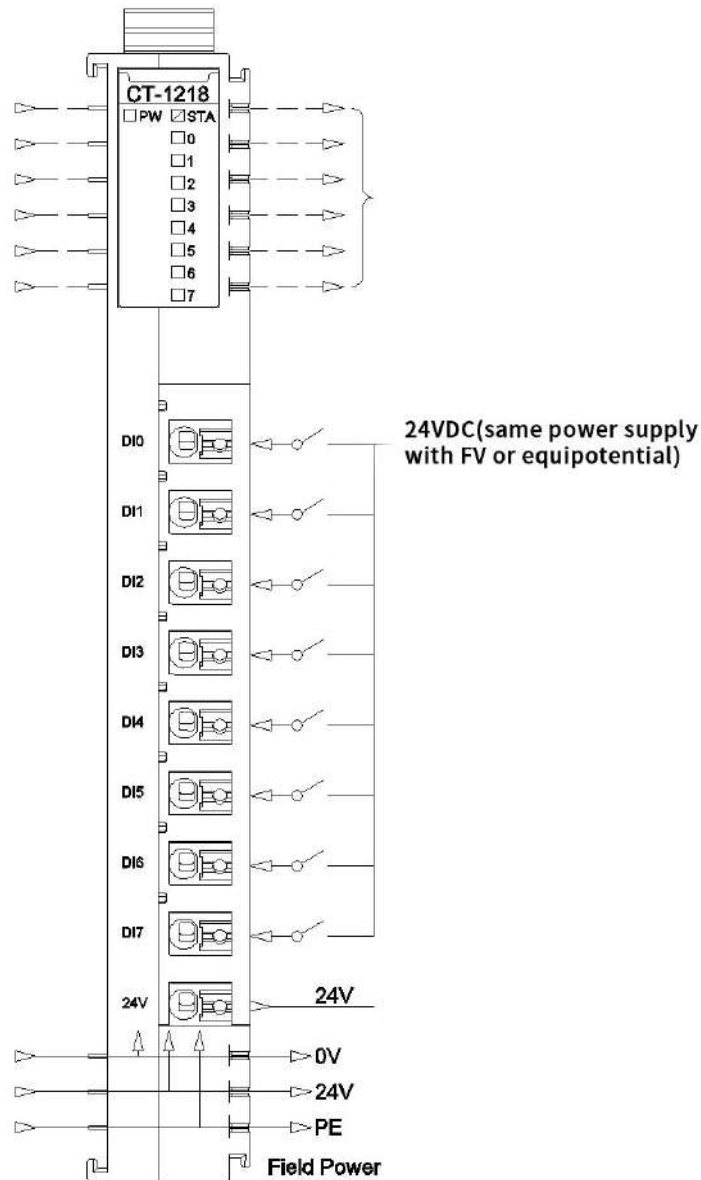 CT-1218
PW STA
0
1
2
3
4
5
6
7
24VDC(same power supply
with FV or equipotential)
DI0
DI1
DI2
DI3
DI4
DI5
DI6
DI7
24V 24V
0V
24V
PE
Field Power